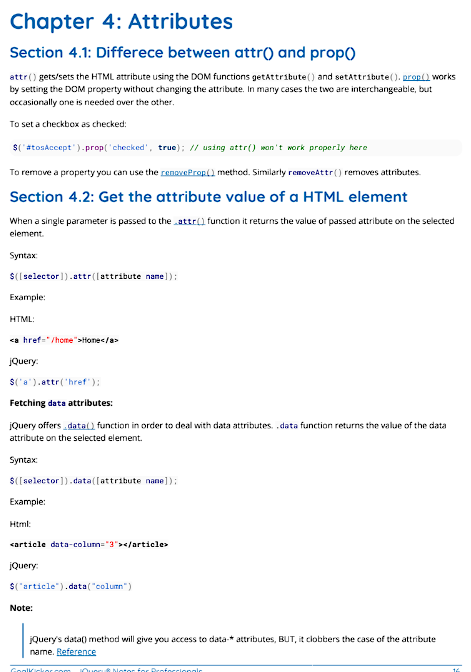 Chapter 4: Attributes
Section 4.1: Differece between attr() and prop()
attr() gets/sets the HTML attribute using the DOM functions getAttribute() and setAttribute(). prop() works
by setting the DOM property without changing the attribute. In many cases the two are interchangeable, but
occasionally one is needed over the other.
To set a checkbox as checked:
$('#tosAccept').prop('checked', true); // using attr() won't work properly here
To remove a property you can use the removeProp() method. Similarly removeAttr() removes attributes.
Section 4.2: Get the attribute value of a HTML element
When a single parameter is passed to the .attr() function it returns the value of passed attribute on the selected
element.
Syntax:
$([selector]).attr([attribute name]);
Example:
HTML:
<a href="/home">Home</a>
jQuery:
$('a').attr('href');
Fetching data attributes:
jQuery offers .data() function in order to deal with data attributes. .data function returns the value of the data
attribute on the selected element.
Syntax:
$([selector]).data([attribute name]);
Example:
Html:
<article data-column="3"></article>
jQuery:
$("article").data("column")
Note:
jQuery's data() method will give you access to data-* attributes, BUT, it clobbers the case of the attribute
name. Reference
GoalKicker.com – jQuery® Notes for Professionals 16